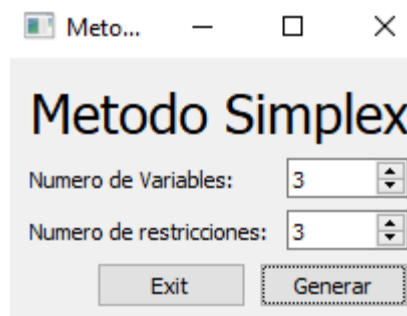 Meto...
Metodo Simplex
Numero de Variables: 3
Numero de restricciones: 3
Exit Generar